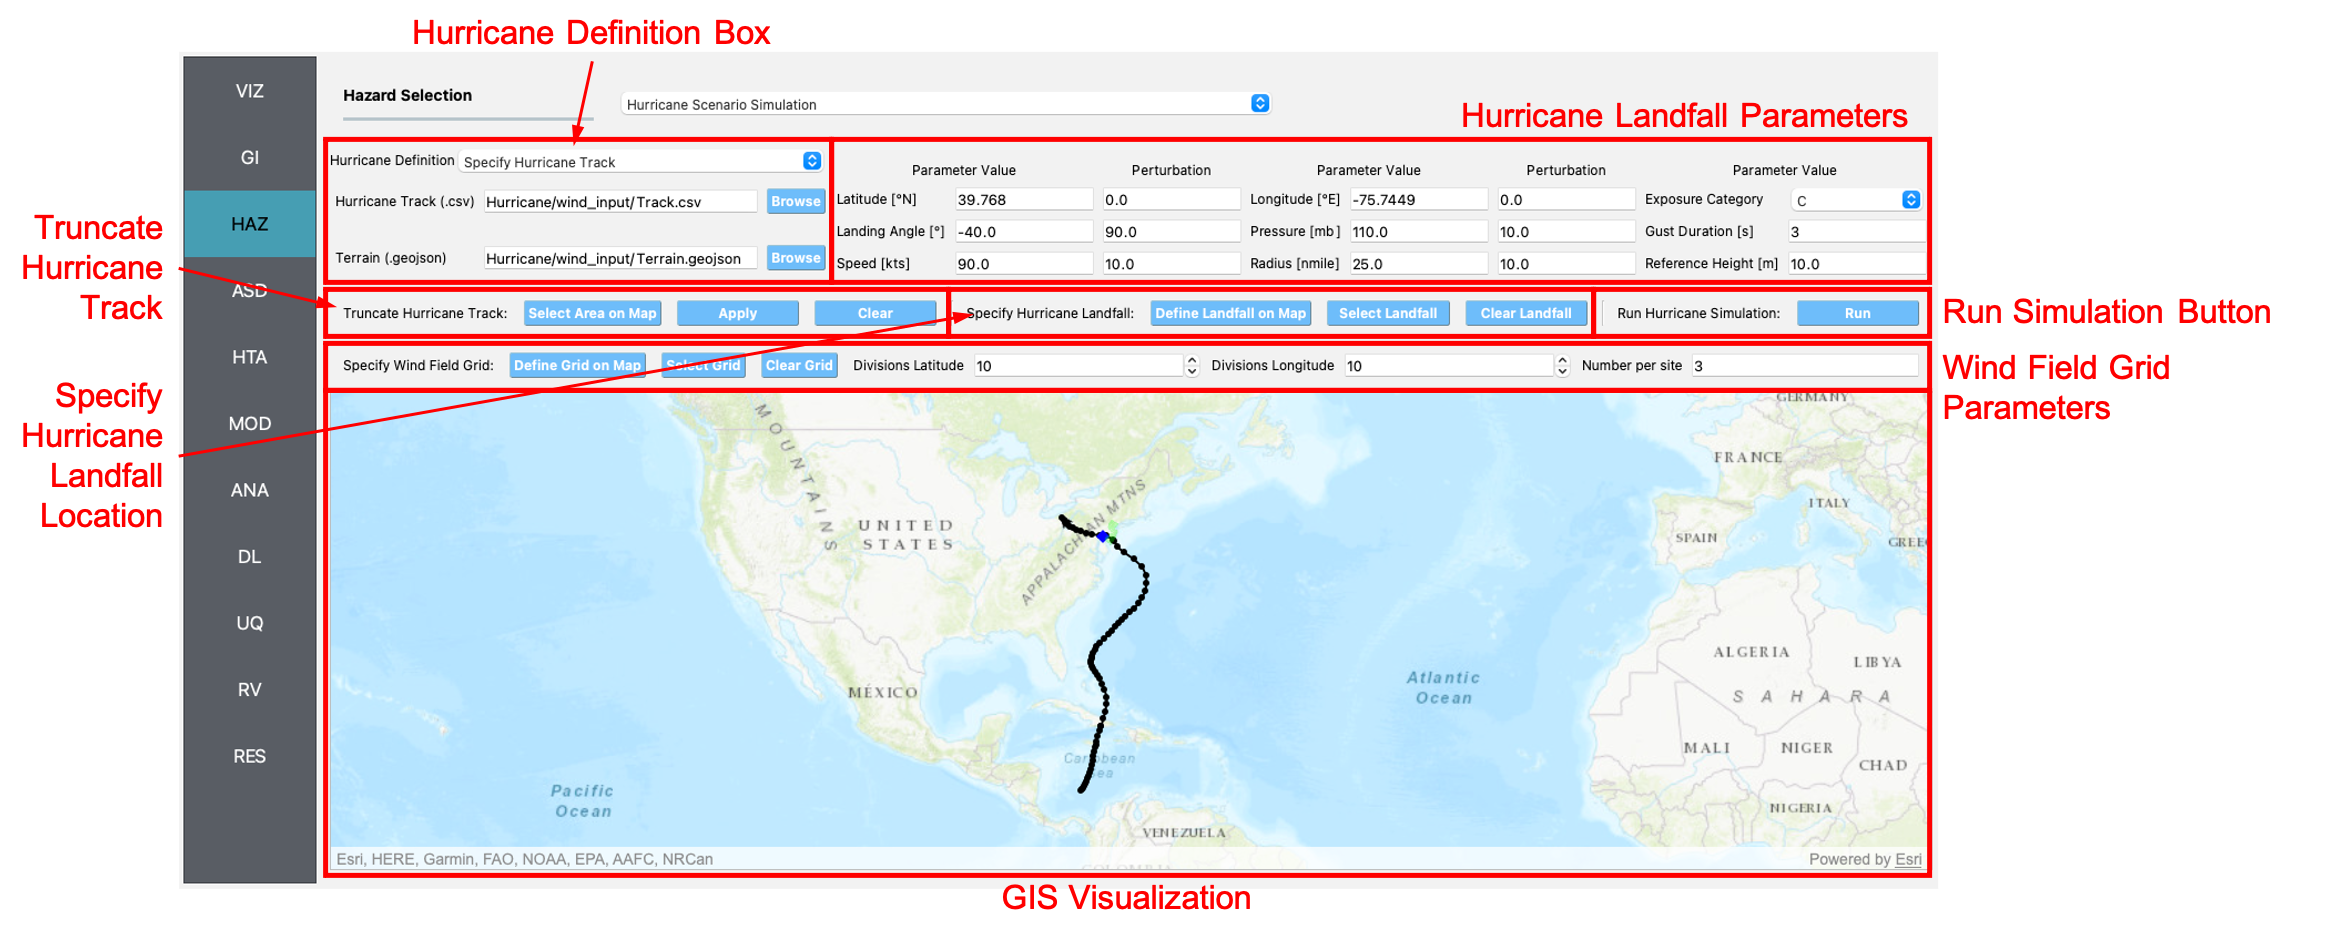 Hurricane Definition Box
VIZ
GI
HAZ
ASD
HTA
MOD
ANA
DL
UQ
RV
RES
Hazard Selection
Hurricane Scenario Simulation
Hurricane Landfall Parameters
Hurricane Definition Specify Hurricane Track
Hurricane Track (.csv) Hurricane/wind_input/Track.csv Browse
Terrain (.geojson) Hurricane/wind_input/Terrain.geojson Browse
Parameter Value Perturbation Parameter Value Perturbation Parameter Value
Latitude [°N] 39.768 0.0 Longitude [°E] -75.7449 0.0 Exposure Category C
Landing Angle [°] -40.0 90.0 Pressure [mb] 110.0 10.0 Gust Duration [s] 3
Speed [kts] 90.0 10.0 Radius [nmile] 25.0 10.0 Reference Height [m] 10.0
Truncate
Hurricane
Track
Truncate Hurricane Track: Select Area on Map Apply Clear
Specify Hurricane Landfall: Define Landfall on Map Select Landfall Clear Landfall
Run Hurricane Simulation: Run
Run Simulation Button
Specify Wind Field Grid: Define Grid on Map Select Grid Clear Grid Divisions Latitude 10 Divisions Longitude 10 Number per site 3
Wind Field Grid
Parameters
Specify
Hurricane
Landfall
Location
MOUNTAINS
UNITED
STATES
APPALACHIAN MTNS
MÉXICO
Caribbean
Sea
Pacific
Ocean
Atlantic
Ocean
VENEZUELA
COLOMBIA
GERMANY
FRANCE
ITALY
SPAIN
GREE
ALGERIA
LIBYA
SAHARA
MALI
NIGER
CHAD
NIGERIA
Esri, HERE, Garmin, FAO, NOAA, EPA, AAFC, NRCan
Powered by Esri
GIS Visualization